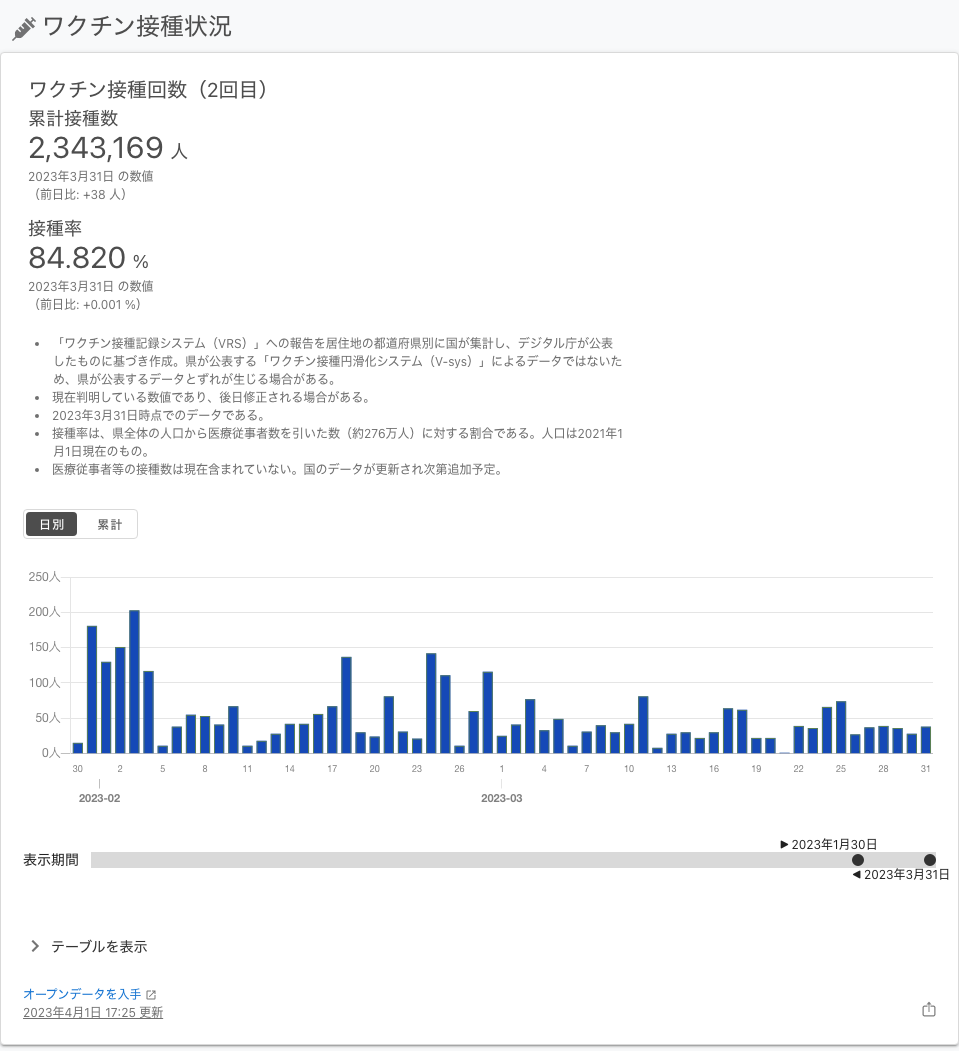 ワクチン接種状況
ワクチン接種回数（2回目）
累計接種数
2,343,169 人
2023年3月31日 の数値
（前日比: +38 人）
接種率
84.820 %
2023年3月31日 の数値
（前日比: +0.001 %）
• 「ワクチン接種記録システム（VRS）」への報告を居住地の都道府県別に国が集計し、デジタル庁が公表
したものに基づき作成。県が公表する「ワクチン接種円滑化システム（V-sys）」によるデータではないた
め、県が公表するデータとずれが生じる場合がある。
• 現在判明している数値であり、後日修正される場合がある。
• 2023年3月31日時点でのデータである。
• 接種率は、県全体の人口から医療従事者数を引いた数（約276万人）に対する割合である。人口は2021年1
月1日現在のもの。
• 医療従事者等の接種数は現在含まれていない。国のデータが更新され次第追加予定。
日別 累計
250人
200人
150人
100人
50人
0人
30 2 5 8 11 14 17 20 23 26 1 4 7 10 13 16 19 22 25 28 31
2023-02 2023-03
▶ 2023年1月30日
表示期間
◀ 2023年3月31日
テーブルを表示
オープンデータを入手
2023年4月1日 17:25 更新